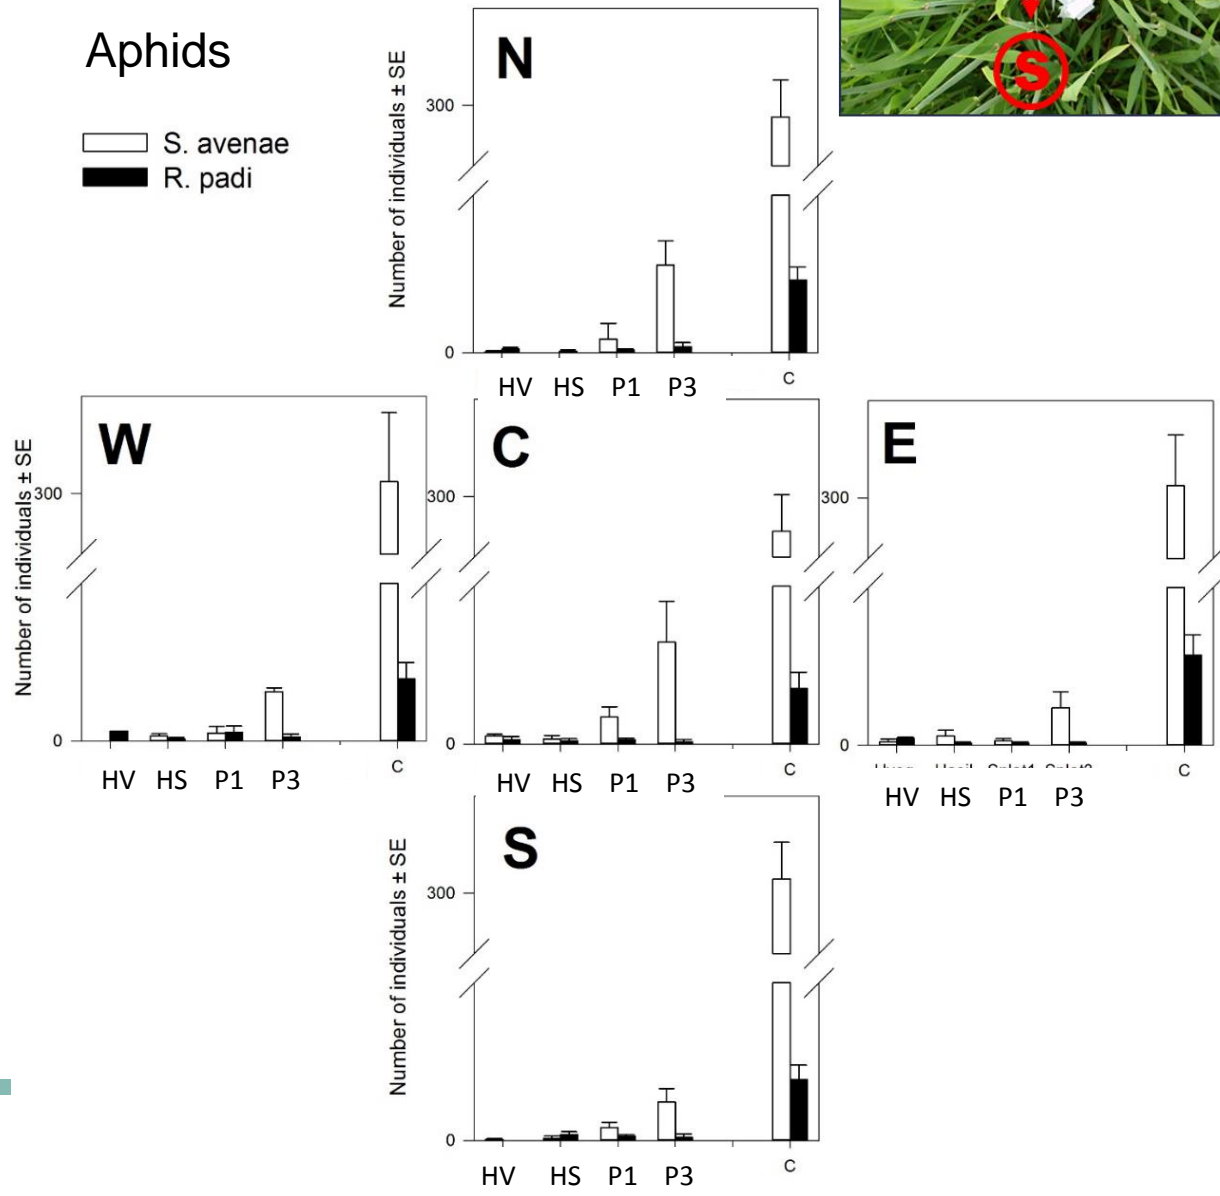 Aphids
S. avenae
R. padi
S
N
Number of individuals ± SE
300
0
HV HS P1 P3 C
W
Number of individuals ± SE
300
0
HV HS P1 P3 C
C
300
0
HV HS P1 P3 C
E
300
0
HV HS P1 P3 C
S
Number of individuals ± SE
300
0
HV HS P1 P3 C